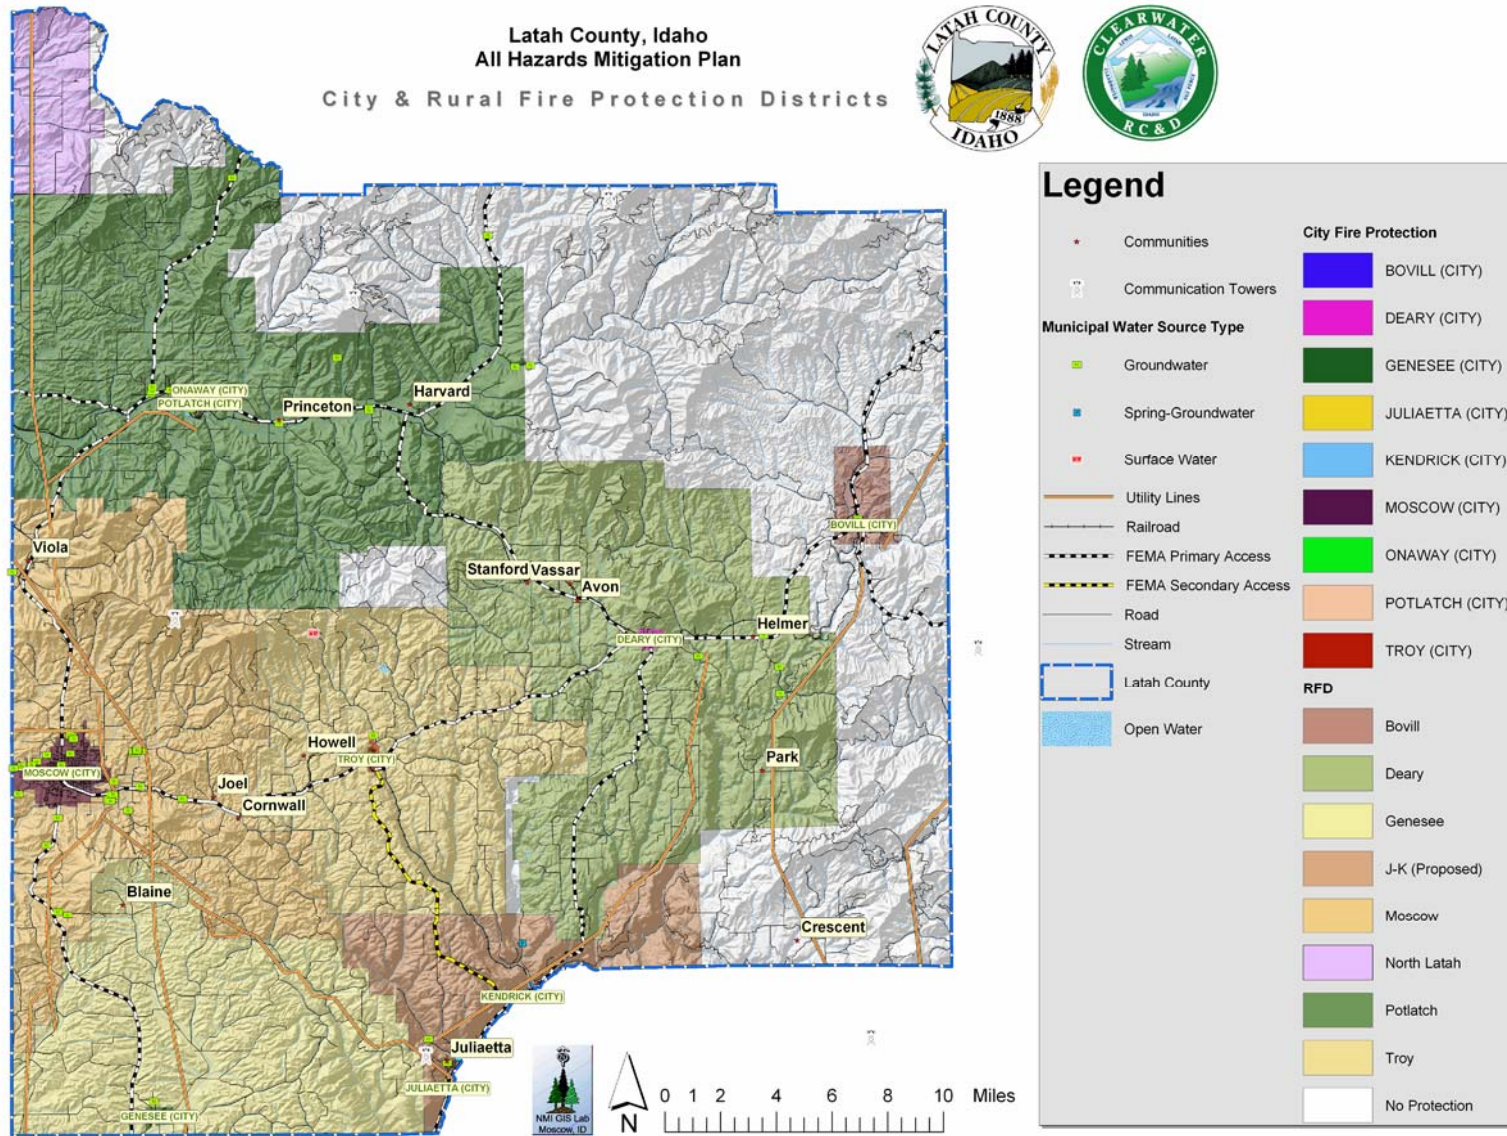 Latah County, Idaho
All Hazards Mitigation Plan
City & Rural Fire Protection Districts
LATAH COUNTY
1888
IDAHO
CLEARWATER
RC&D
ONAWAY (CITY)
POTLATCH (CITY)
Princeton
Harvard
Viola
BOVILL (CITY)
Stanford
Vassar
Avon
DEARY (CITY)
Helmer
Howell
TROY (CITY)
MOSCOW (CITY)
Joel
Cornwall
Park
Blaine
Crescent
KENDRICK (CITY)
Juliaetta
JULIAETTA (CITY)
GENESEE (CITY)
NMI GIS Lab
Moscow, ID
N
0 1 2 4 6 8 10 Miles
Legend
Communities
Communication Towers
Municipal Water Source Type
Groundwater
Spring-Groundwater
Surface Water
Utility Lines
Railroad
FEMA Primary Access
FEMA Secondary Access
Road
Stream
Latah County
Open Water
City Fire Protection
BOVILL (CITY)
DEARY (CITY)
GENESEE (CITY)
JULIAETTA (CITY)
KENDRICK (CITY)
MOSCOW (CITY)
ONAWAY (CITY)
POTLATCH (CITY)
TROY (CITY)
RFD
Bovill
Deary
Genesee
J-K (Proposed)
Moscow
North Latah
Potlatch
Troy
No Protection